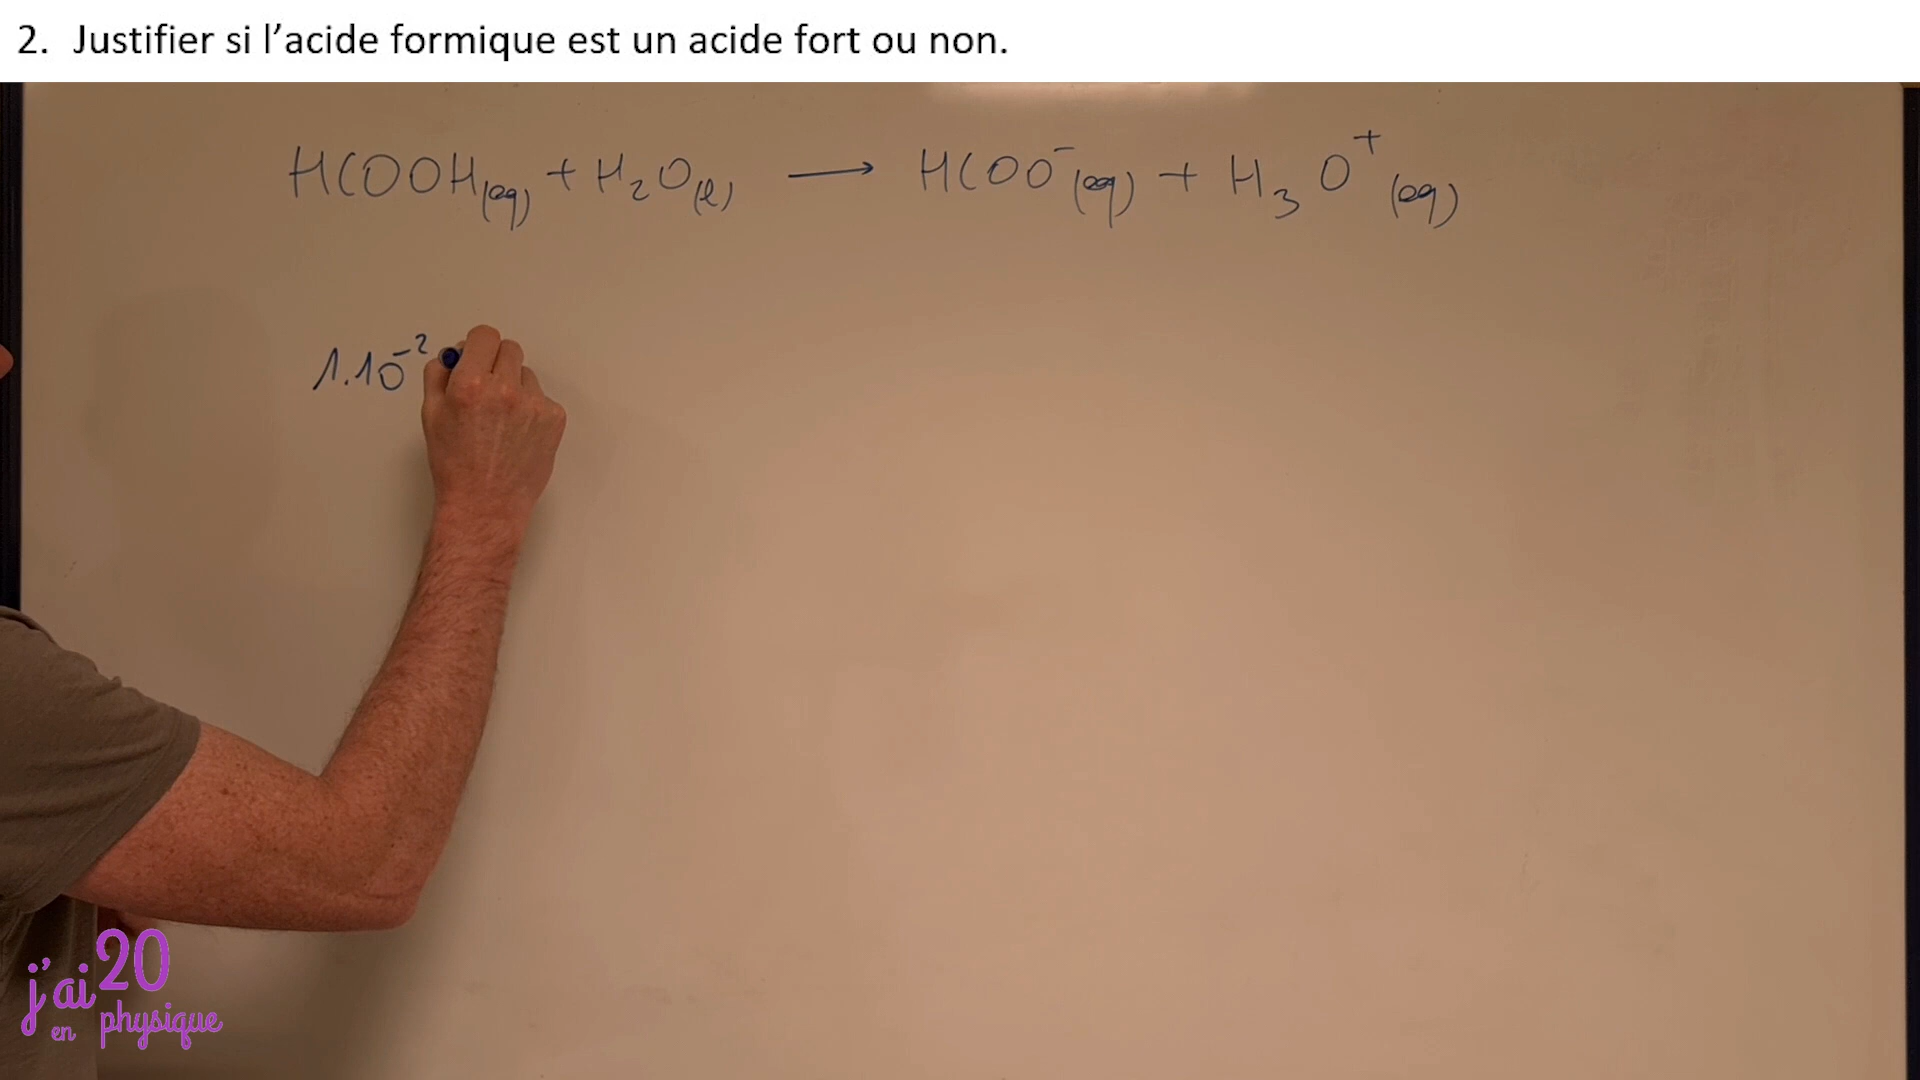 2. Justifier si l’acide formique est un acide fort ou non.
HCOOH(aq) + H₂O(l) ⟶ HCOO⁻(aq) + H₃O⁺(aq)
1.10⁻²
j'ai 20
en physique